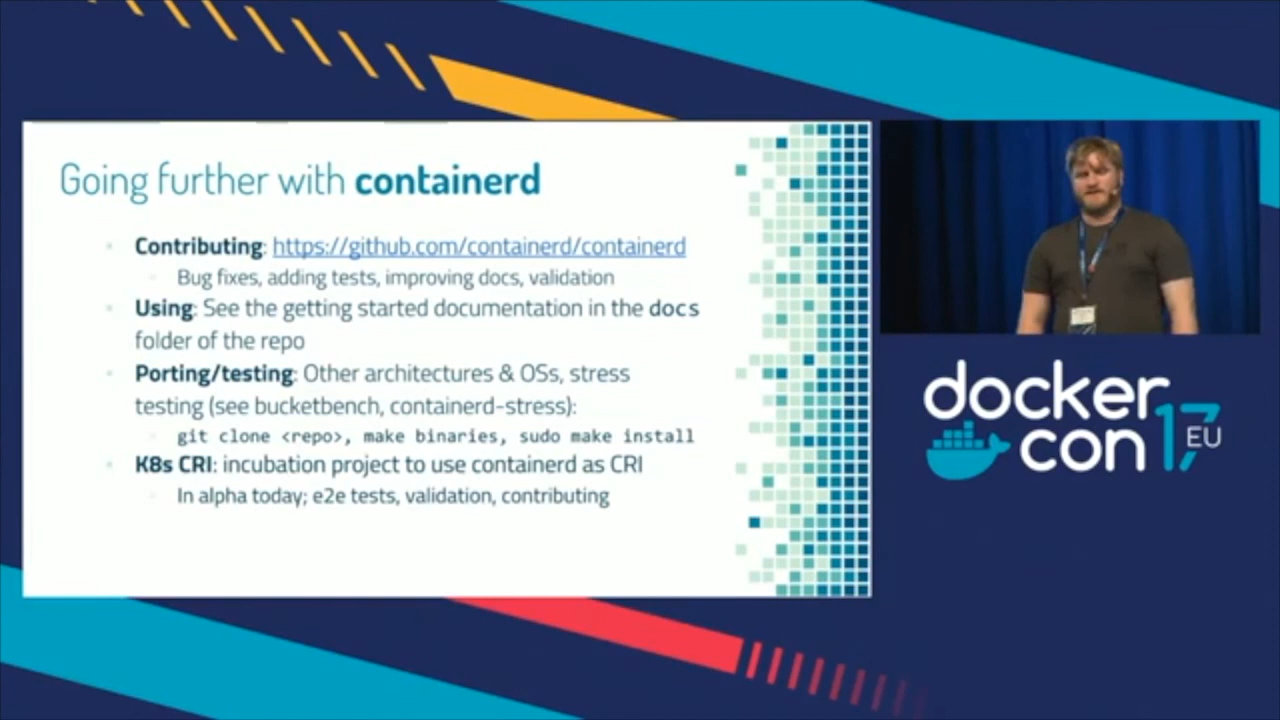 Going further with containerd
Contributing: https://github.com/containerd/containerd
Bug fixes, adding tests, improving docs, validation
Using: See the getting started documentation in the docs
folder of the repo
Porting/testing: Other architectures & OSs, stress
testing (see bucketbench, containerd-stress):
git clone <repo>, make binaries, sudo make install
K8s CRI: incubation project to use containerd as CRI
In alpha today; e2e tests, validation, contributing
docker
con 17 EU